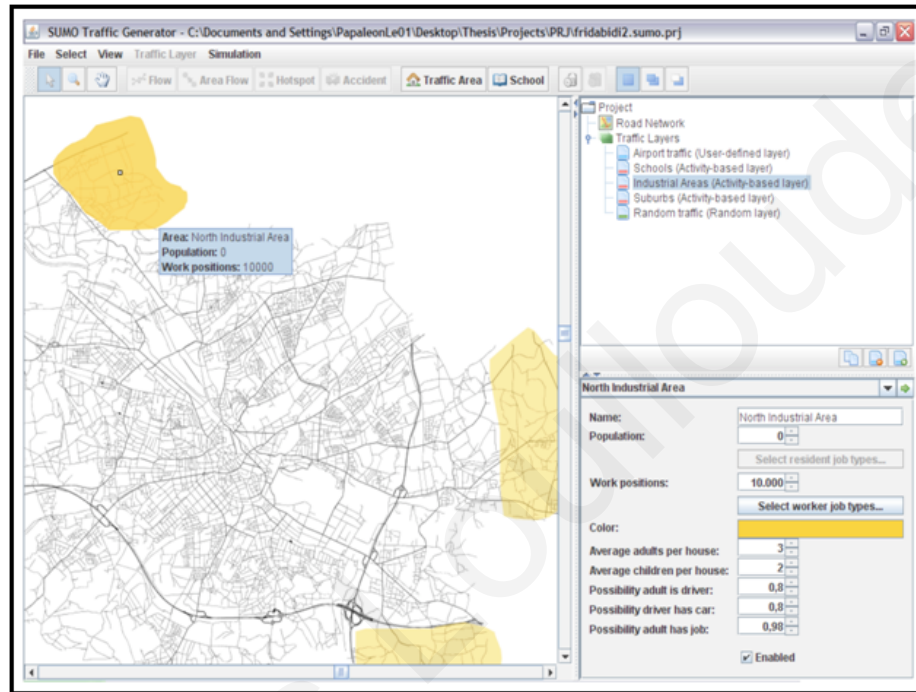 SUMO Traffic Generator - C:\Documents and Settings\PapaleonLe01\Desktop\Thesis\Projects\PRJ\fridabidi2.sumo.prj
File Select View Traffic Layer Simulation
Flow Area Flow Hotspot Accident Traffic Area School
Project
Road Network
Traffic Layers
Airport traffic (User-defined layer)
Schools (Activity-based layer)
Industrial Areas (Activity-based layer)
Suburbs (Activity-based layer)
Random traffic (Random layer)
Area: North Industrial Area
Population: 0
Work positions: 10000
North Industrial Area
Name: North Industrial Area
Population: 0
Select resident job types...
Work positions: 10.000
Select worker job types...
Color:
Average adults per house: 3
Average children per house: 2
Possibility adult is driver: 0,8
Possibility driver has car: 0,8
Possibility adult has job: 0,98
Enabled